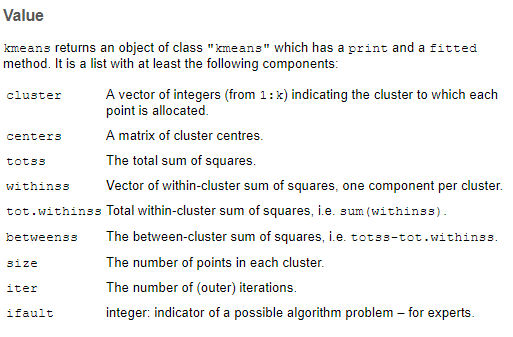 Value
kmeans returns an object of class "kmeans" which has a print and a fitted
method. It is a list with at least the following components:
cluster A vector of integers (from 1:k) indicating the cluster to which each
point is allocated.
centers A matrix of cluster centres.
totss The total sum of squares.
withinss Vector of within-cluster sum of squares, one component per cluster.
tot.withinss Total within-cluster sum of squares, i.e. sum(withinss).
betweenss The between-cluster sum of squares, i.e. totss-tot.withinss.
size The number of points in each cluster.
iter The number of (outer) iterations.
ifault integer: indicator of a possible algorithm problem – for experts.